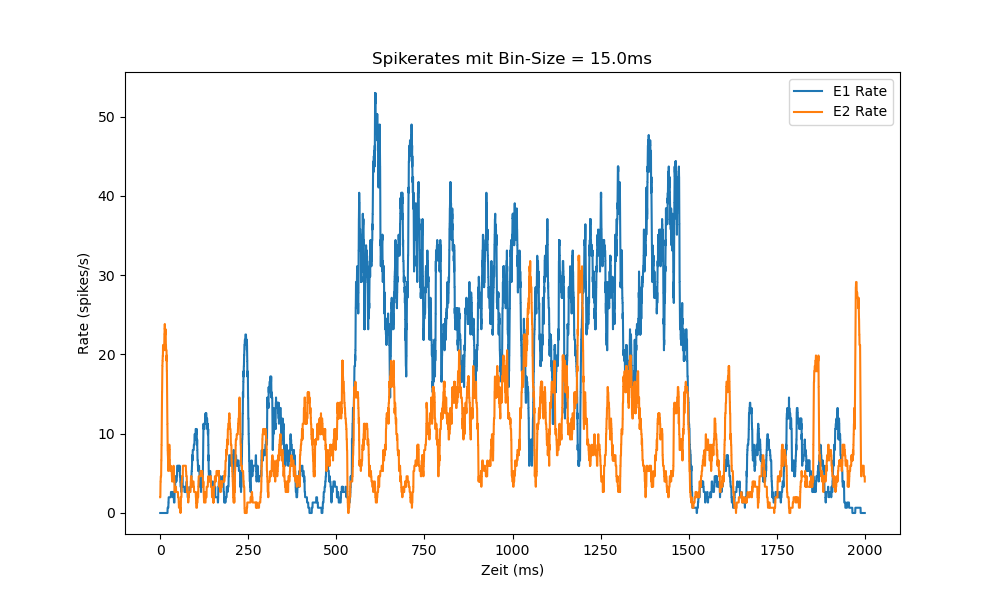 Spikerates mit Bin-Size = 15.0ms
E1 Rate
E2 Rate
Rate (spikes/s)
50
40
30
20
10
0
0 250 500 750 1000 1250 1500 1750 2000
Zeit (ms)